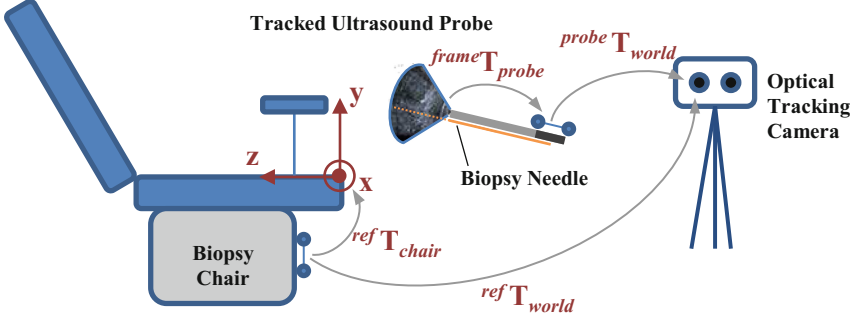 Tracked Ultrasound Probe
frameTprobe
probeTworld
Optical
Tracking
Camera
y
z
x
Biopsy Needle
refTchair
Biopsy
Chair
refTworld